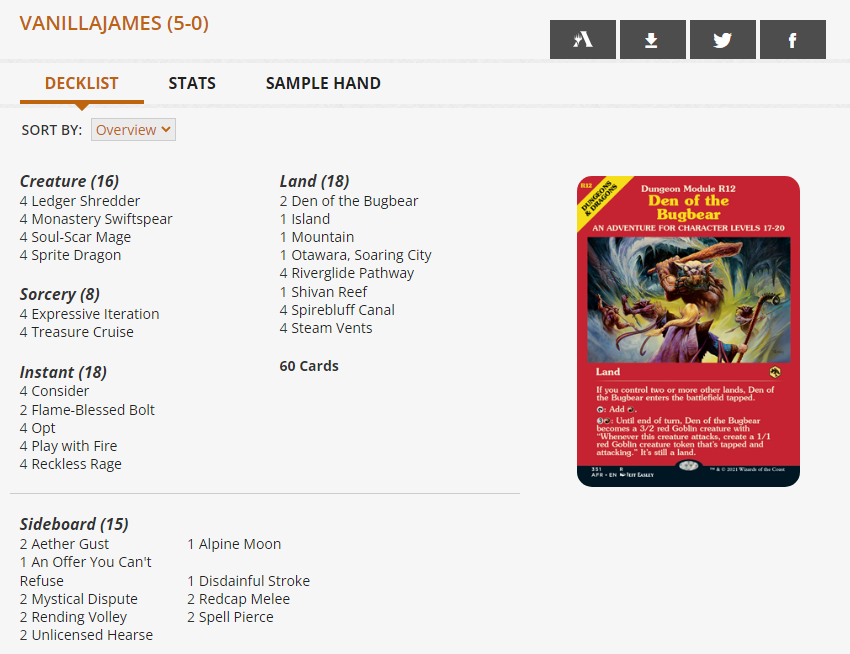 VANILLAJAMES (5-0)
DECKLIST
STATS
SAMPLE HAND
SORT BY: Overview
Creature (16)
4 Ledger Shredder
4 Monastery Swiftspear
4 Soul-Scar Mage
4 Sprite Dragon
Sorcery (8)
4 Expressive Iteration
4 Treasure Cruise
Instant (18)
4 Consider
2 Flame-Blessed Bolt
4 Opt
4 Play with Fire
4 Reckless Rage
Land (18)
2 Den of the Bugbear
1 Island
1 Mountain
1 Otawara, Soaring City
4 Riverglide Pathway
1 Shivan Reef
4 Spirebluff Canal
4 Steam Vents
60 Cards
R12
DUNGEONS
& DRAGONS
Dungeon Module R12
Den of the
Bugbear
AN ADVENTURE FOR CHARACTER LEVELS 17-20
Land
If you control two or more other lands, Den of
the Bugbear enters the battlefield tapped.
: Add .
: Until end of turn, Den of the Bugbear
becomes a 3/2 red Goblin creature with
"Whenever this creature attacks, create a 1/1
red Goblin creature token that's tapped and
attacking." It's still a land.
351 R
AFR • EN JEFF EASLEY
™ & © 2021 Wizards of the Coast
Sideboard (15)
2 Aether Gust
1 An Offer You Can't
Refuse
2 Mystical Dispute
2 Rending Volley
2 Unlicensed Hearse
1 Alpine Moon
1 Disdainful Stroke
2 Redcap Melee
2 Spell Pierce